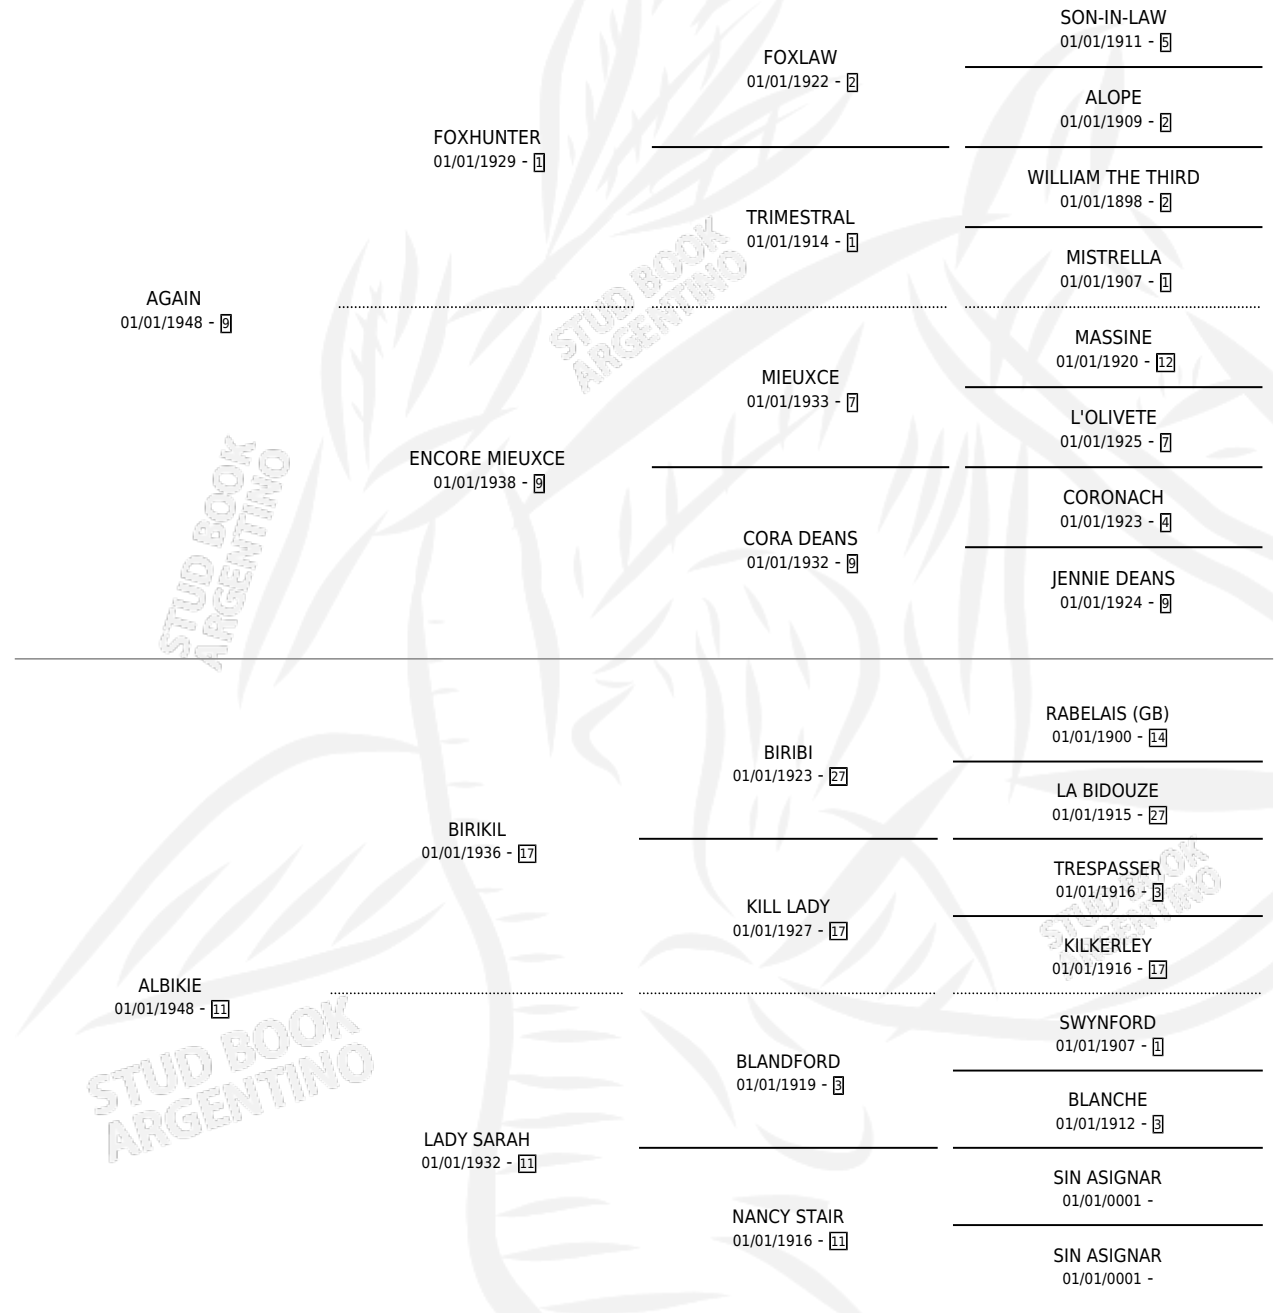 SON-IN-LAW
01/01/1911 - 5
FOXLAW
01/01/1922 - 2
ALOPE
01/01/1909 - 2
FOXHUNTER
01/01/1929 - 1
WILLIAM THE THIRD
01/01/1898 - 2
TRIMESTRAL
01/01/1914 - 1
MISTRELLA
01/01/1907 - 1
AGAIN
01/01/1948 - 9
MASSINE
01/01/1920 - 12
MIEUXCE
01/01/1933 - 7
L'OLIVETE
01/01/1925 - 7
ENCORE MIEUXCE
01/01/1938 - 9
CORONACH
01/01/1923 - 4
CORA DEANS
01/01/1932 - 9
JENNIE DEANS
01/01/1924 - 9
RABELAIS (GB)
01/01/1900 - 14
BIRIBI
01/01/1923 - 27
LA BIDOUZE
01/01/1915 - 27
BIRIKIL
01/01/1936 - 17
TRESPASSER
01/01/1916 - 3
KILL LADY
01/01/1927 - 17
KILKERLEY
01/01/1916 - 17
ALBIKIE
01/01/1948 - 11
SWYNFORD
01/01/1907 - 1
BLANDFORD
01/01/1919 - 3
BLANCHE
01/01/1912 - 3
LADY SARAH
01/01/1932 - 11
SIN ASIGNAR
01/01/0001 -
NANCY STAIR
01/01/1916 - 11
SIN ASIGNAR
01/01/0001 -
STUD BOOK
ARGENTINO
STUD BOOK
ARGENTINO
STUD BOOK
ARGENTINO
STUD BOOK
ARGENTINO